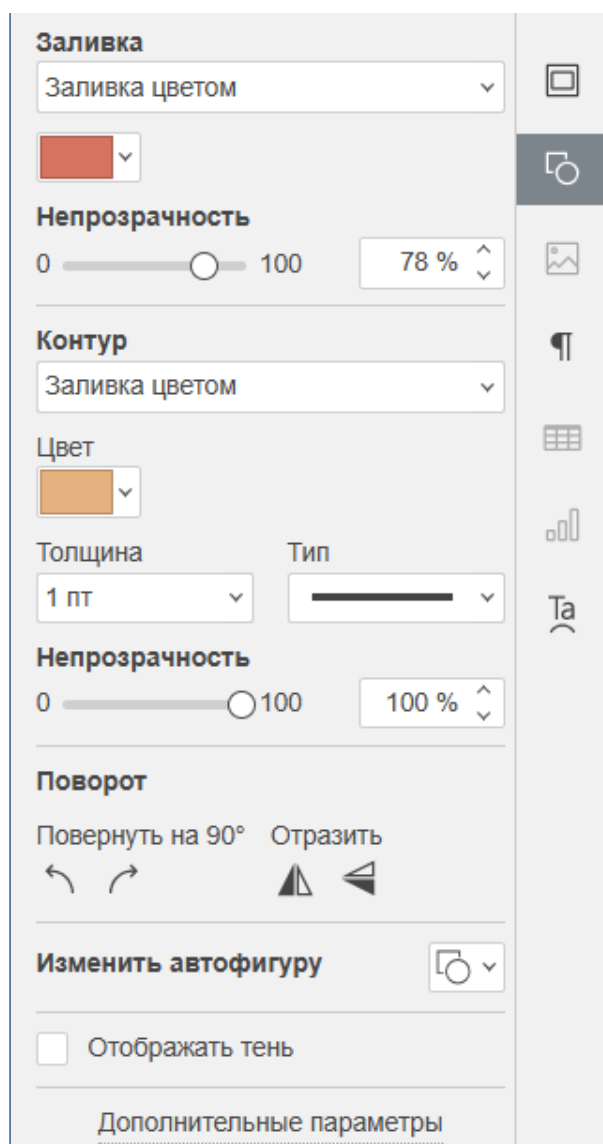 Заливка
Заливка цветом
Непрозрачность
0 100 78 %
Контур
Заливка цветом
Цвет
Толщина Тип
1 пт
Непрозрачность
0 100 100 %
Поворот
Повернуть на 90° Отразить
Изменить автофигуру
Отображать тень
Дополнительные параметры
¶
Ta